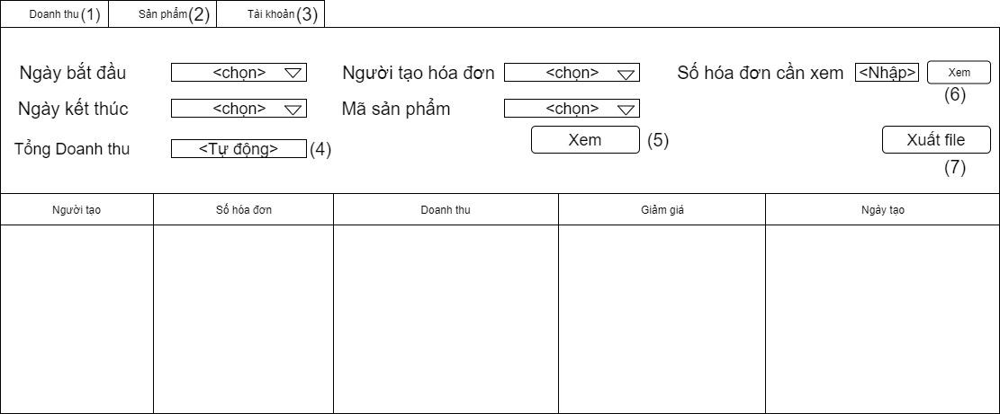 Doanh thu (1) Sản phẩm (2) Tài khoản (3)
Ngày bắt đầu <chọn> Người tạo hóa đơn <chọn> Số hóa đơn cần xem <Nhập> Xem
(6)
Ngày kết thúc <chọn> Mã sản phẩm <chọn>
Tổng Doanh thu <Tự động> (4) Xem (5) Xuất file
(7)
Người tạo Số hóa đơn Doanh thu Giảm giá Ngày tạo